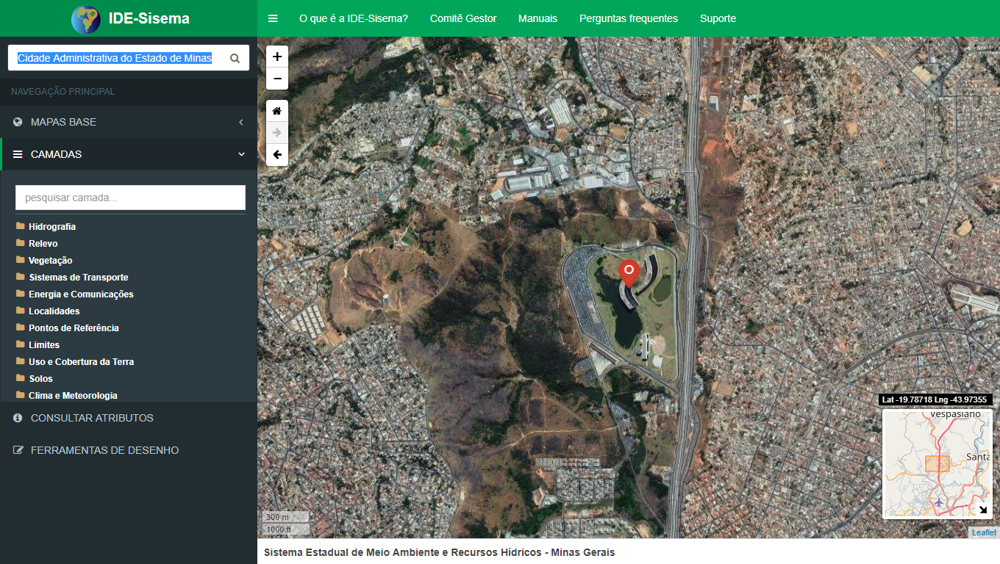 IDE-Sisema
O que é a IDE-Sisema?
Comitê Gestor
Manuais
Perguntas frequentes
Suporte
Cidade Administrativa do Estado de Minas
NAVEGAÇÃO PRINCIPAL
MAPAS BASE
CAMADAS
pesquisar camada...
Hidrografia
Relevo
Vegetação
Sistemas de Transporte
Energia e Comunicações
Localidades
Pontos de Referência
Limites
Uso e Cobertura da Terra
Solos
Clima e Meteorologia
CONSULTAR ATRIBUTOS
FERRAMENTAS DE DESENHO
+
−
Lat -19.78718 Lng -43.97355
Vespasiano
Santa
300 m
1000 ft
Leaflet
Sistema Estadual de Meio Ambiente e Recursos Hídricos - Minas Gerais